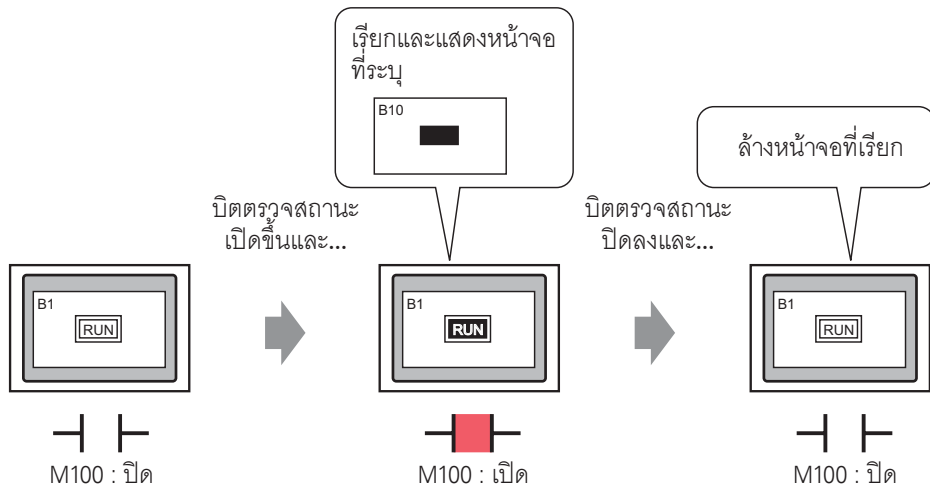 เรียกและแสดงหน้าจอ
ที่ระบุ
B10
ล้างหน้าจอที่เรียก
บิตตรวจสถานะ
เปิดขึ้นและ...
บิตตรวจสถานะ
ปิดลงและ...
B1
RUN
B1
RUN
B1
RUN
M100 : ปิด
M100 : เปิด
M100 : ปิด